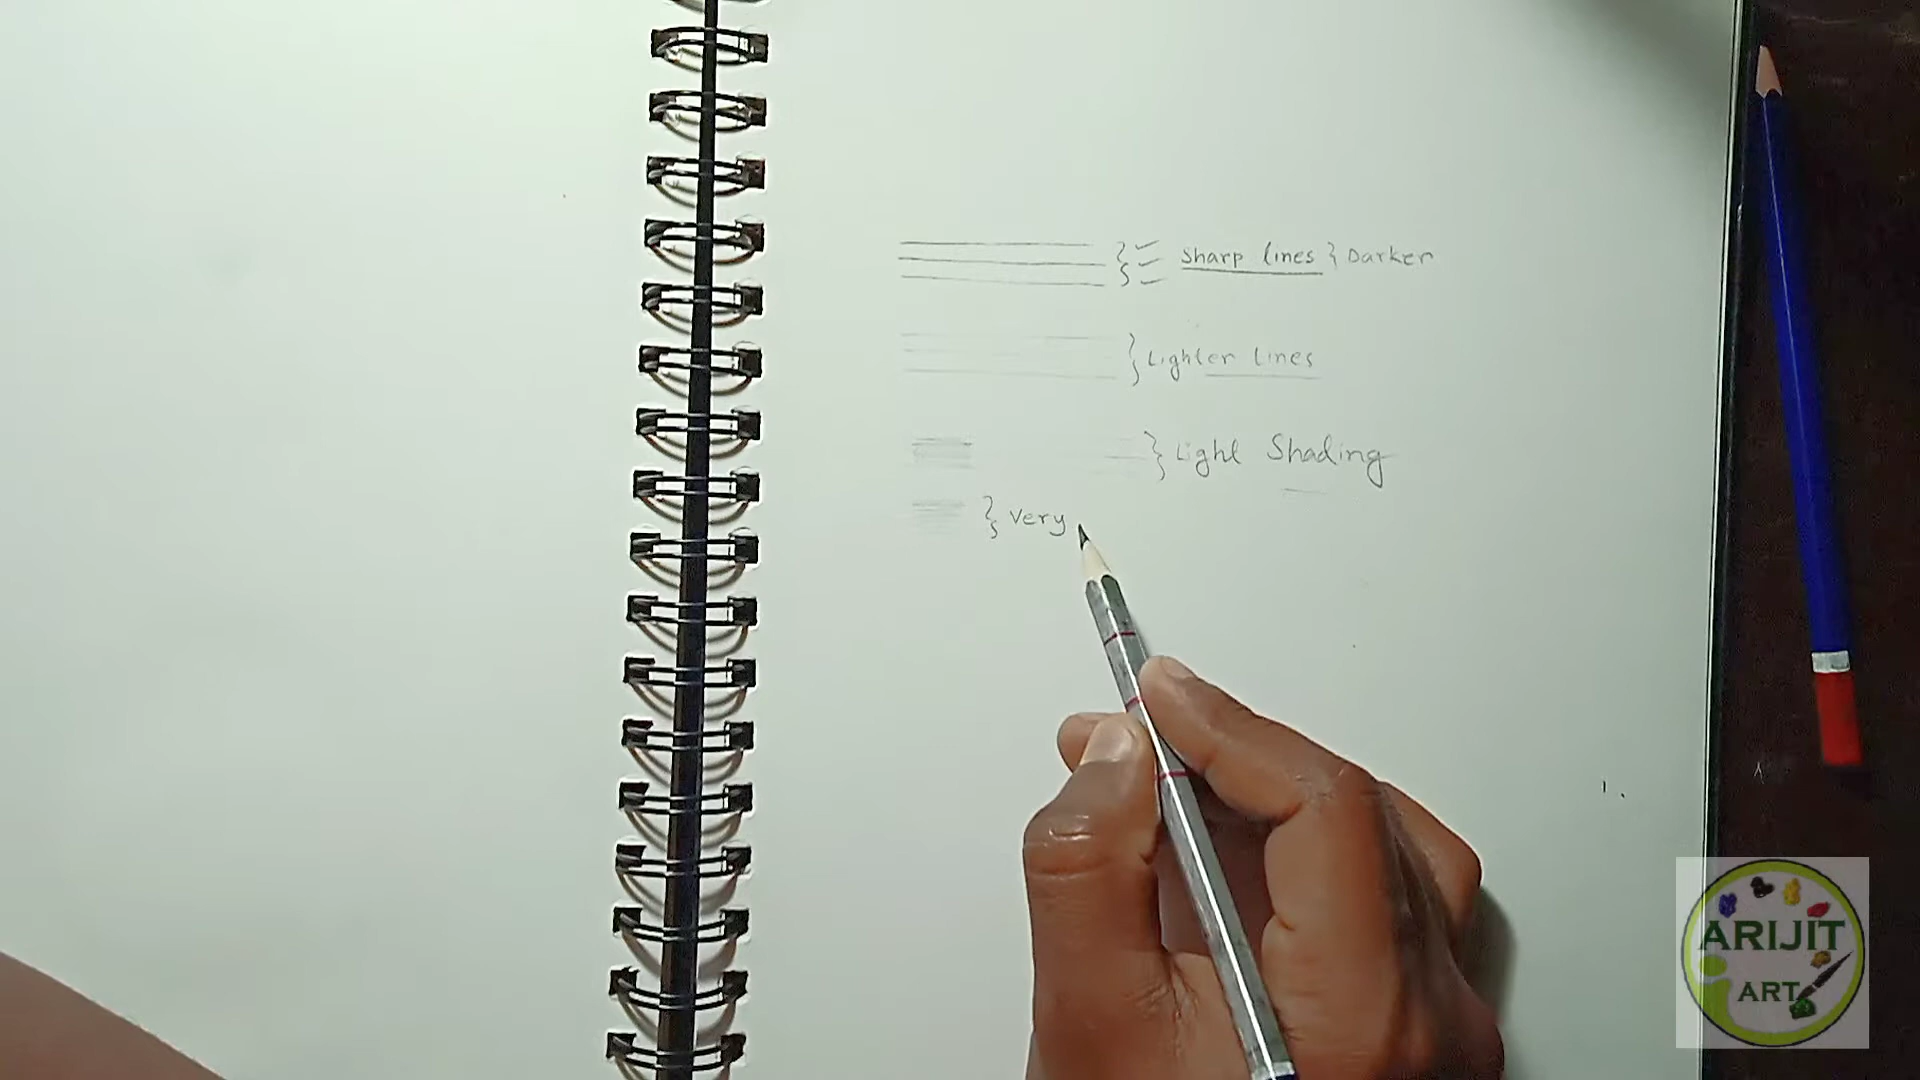 Sharp lines } Darker
Lighter lines
Light Shading
Very
ARIJIT
ART